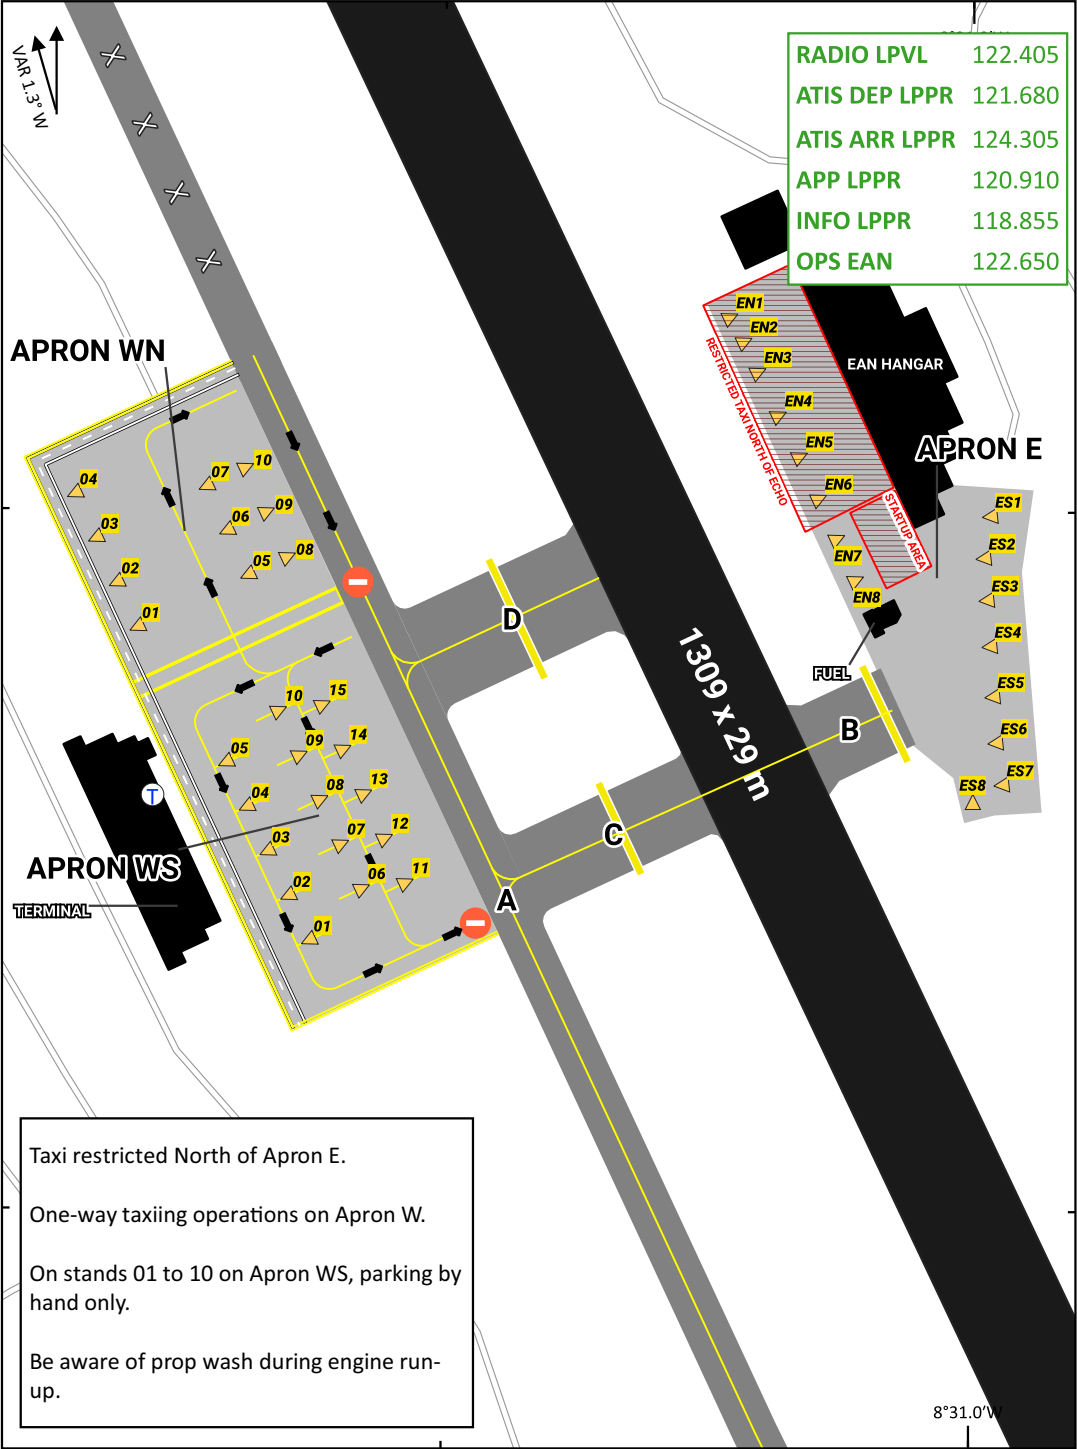 VAR 1.3° W
RADIO LPVL 122.405
ATIS DEP LPPR 121.680
ATIS ARR LPPR 124.305
APP LPPR 120.910
INFO LPPR 118.855
OPS EAN 122.650
EN1
EN2
EN3
EN4
EN5
EN6
EN7
EN8
RESTRICTED TAXI NORTH OF ECHO
EAN HANGAR
STARTUP AREA
APRON E
ES1
ES2
ES3
ES4
ES5
ES6
ES7
ES8
FUEL
APRON WN
04
03
02
01
07
10
06
09
05
08
D
1309 x 29 m
B
C
A
10
15
09
14
08
13
07
12
06
11
05
04
03
02
01
T
APRON WS
TERMINAL
Taxi restricted North of Apron E.
One-way taxiing operations on Apron W.
On stands 01 to 10 on Apron WS, parking by
hand only.
Be aware of prop wash during engine run-
up.
8°31.0'W